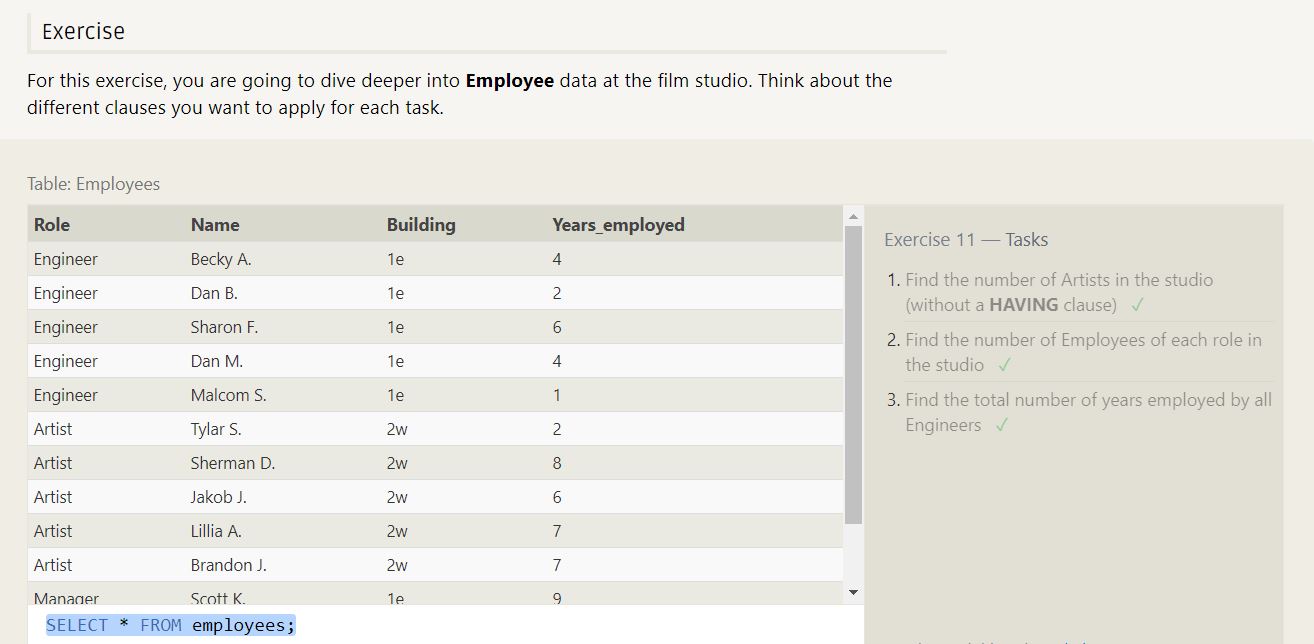 Exercise
For this exercise, you are going to dive deeper into Employee data at the film studio. Think about the
different clauses you want to apply for each task.
Table: Employees
Role Name Building Years_employed
Engineer Becky A. 1e 4
Engineer Dan B. 1e 2
Engineer Sharon F. 1e 6
Engineer Dan M. 1e 4
Engineer Malcom S. 1e 1
Artist Tylar S. 2w 2
Artist Sherman D. 2w 8
Artist Jakob J. 2w 6
Artist Lillia A. 2w 7
Artist Brandon J. 2w 7
Manager Scott K. 1e 9
SELECT * FROM employees;
Exercise 11 — Tasks
1. Find the number of Artists in the studio
(without a HAVING clause) ✓
2. Find the number of Employees of each role in
the studio ✓
3. Find the total number of years employed by all
Engineers ✓